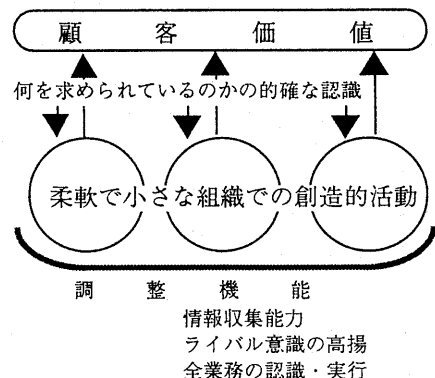 顧客価値
何を求められているのかの的確な認識
柔軟で小さな組織での創造的活動
調整機能
情報収集能力
ライバル意識の高揚
全業務の認識・実行